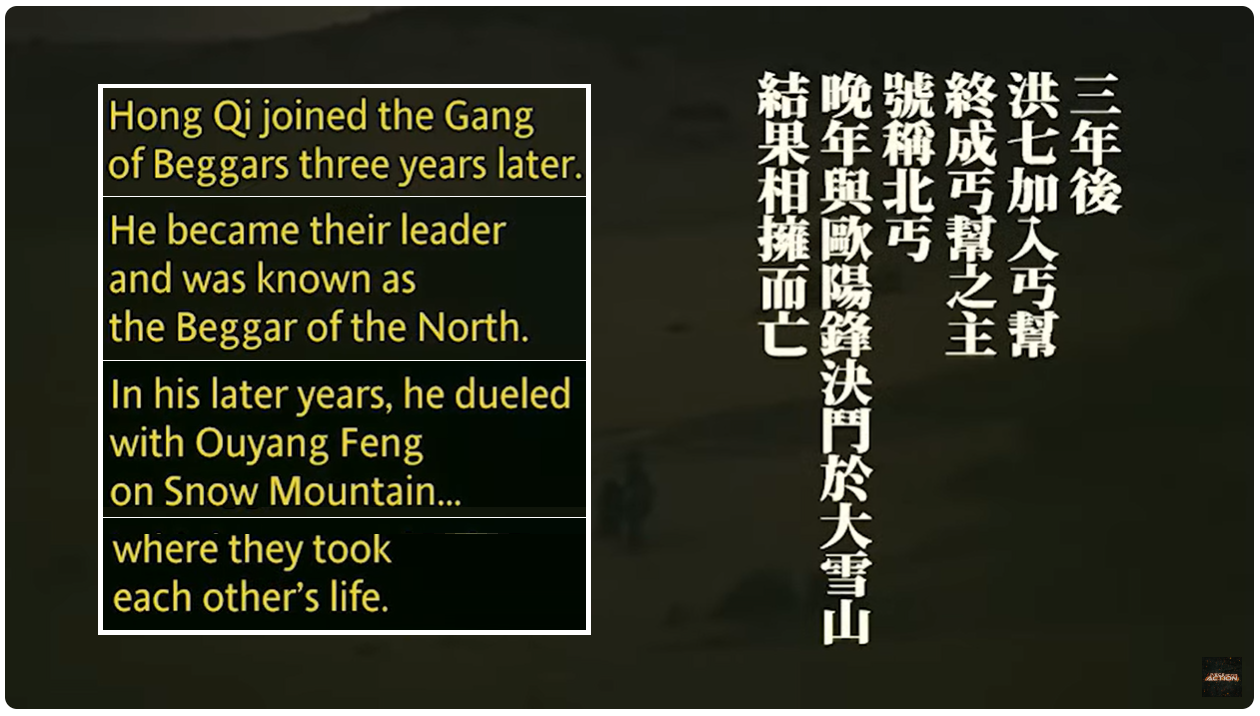 Hong Qi joined the Gang
of Beggars three years later.
He became their leader
and was known as
the Beggar of the North.
In his later years, he dueled
with Ouyang Feng
on Snow Mountain...
where they took
each other’s life.
三年後
洪七加入丐幫
終成丐幫之主
號稱北丐
晚年與歐陽鋒決鬥於大雪山
結果相擁而亡
ACTION